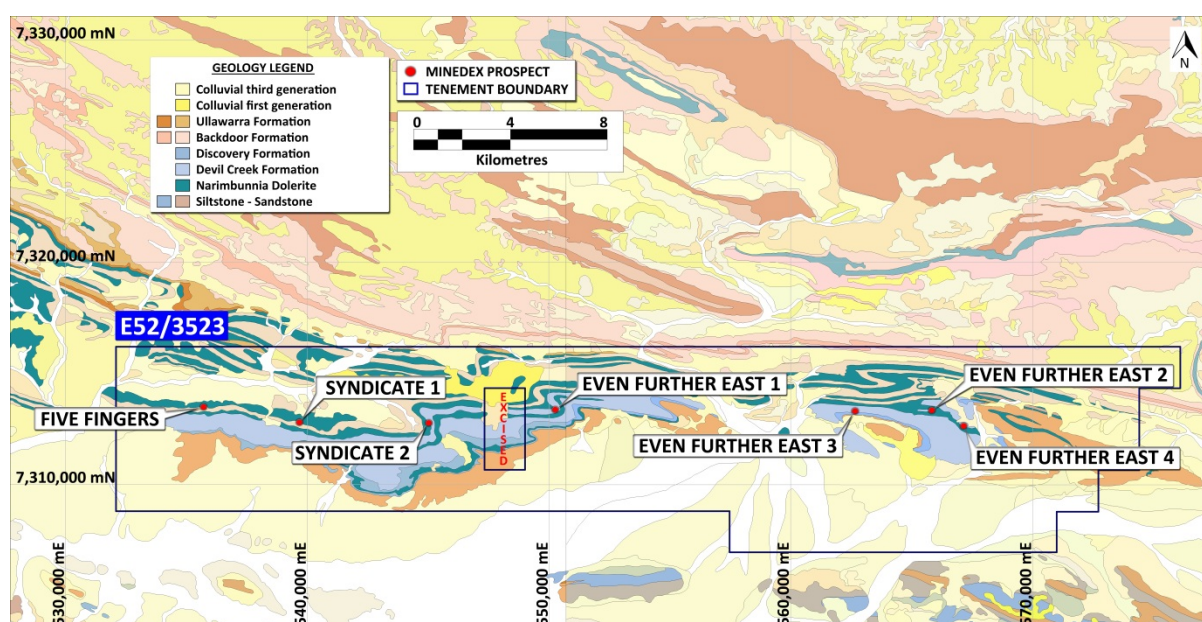 7,330,000 mN
GEOLOGY LEGEND
Colluvial third generation
Colluvial first generation
Ullawarra Formation
Backdoor Formation
Discovery Formation
Devil Creek Formation
Narimbunnia Dolerite
Siltstone - Sandstone
MINEDEX PROSPECT
TENEMENT BOUNDARY
0 4 8
Kilometres
N
7,320,000 mN
E52/3523
SYNDICATE 1
EVEN FURTHER EAST 1
EVEN FURTHER EAST 2
FIVE FINGERS
EXCISED
SYNDICATE 2
EVEN FURTHER EAST 3
EVEN FURTHER EAST 4
7,310,000 mN
530,000 mE
540,000 mE
550,000 mE
560,000 mE
570,000 mE